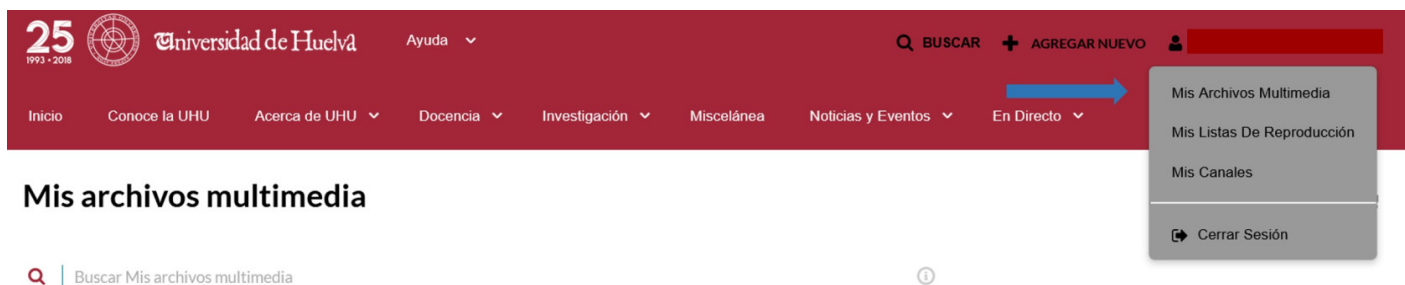 25
1993 • 2018
Universidad de Huelva
Ayuda
BUSCAR
AGREGAR NUEVO
Inicio
Conoce la UHU
Acerca de UHU
Docencia
Investigación
Miscelánea
Noticias y Eventos
En Directo
Mis Archivos Multimedia
Mis Listas De Reproducción
Mis Canales
Cerrar Sesión
Mis archivos multimedia
Buscar Mis archivos multimedia